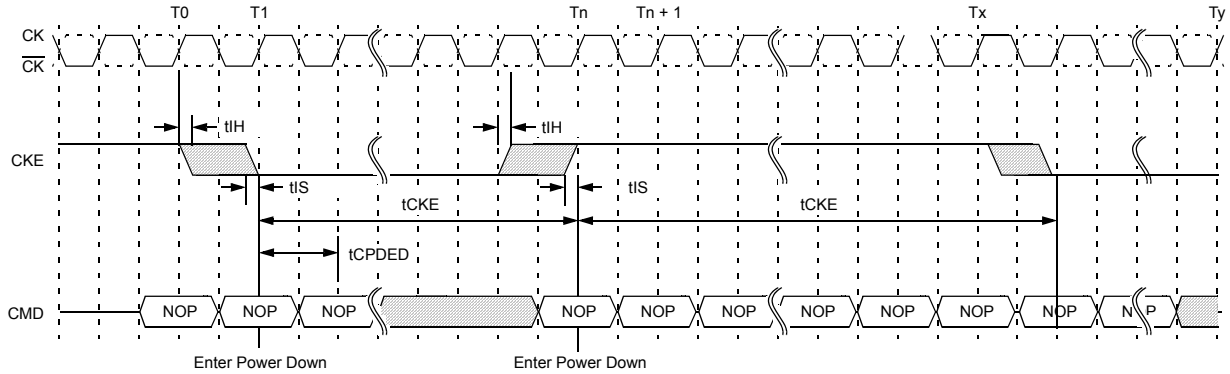 T0 T1 Tn Tn + 1 Tx Ty
CK
CK
tIH tIH
CKE
tIS tIS
tCKE tCKE
tCPDED
CMD NOP NOP NOP NOP NOP NOP NOP NOP NOP NOP NOP
Enter Power Down Enter Power Down